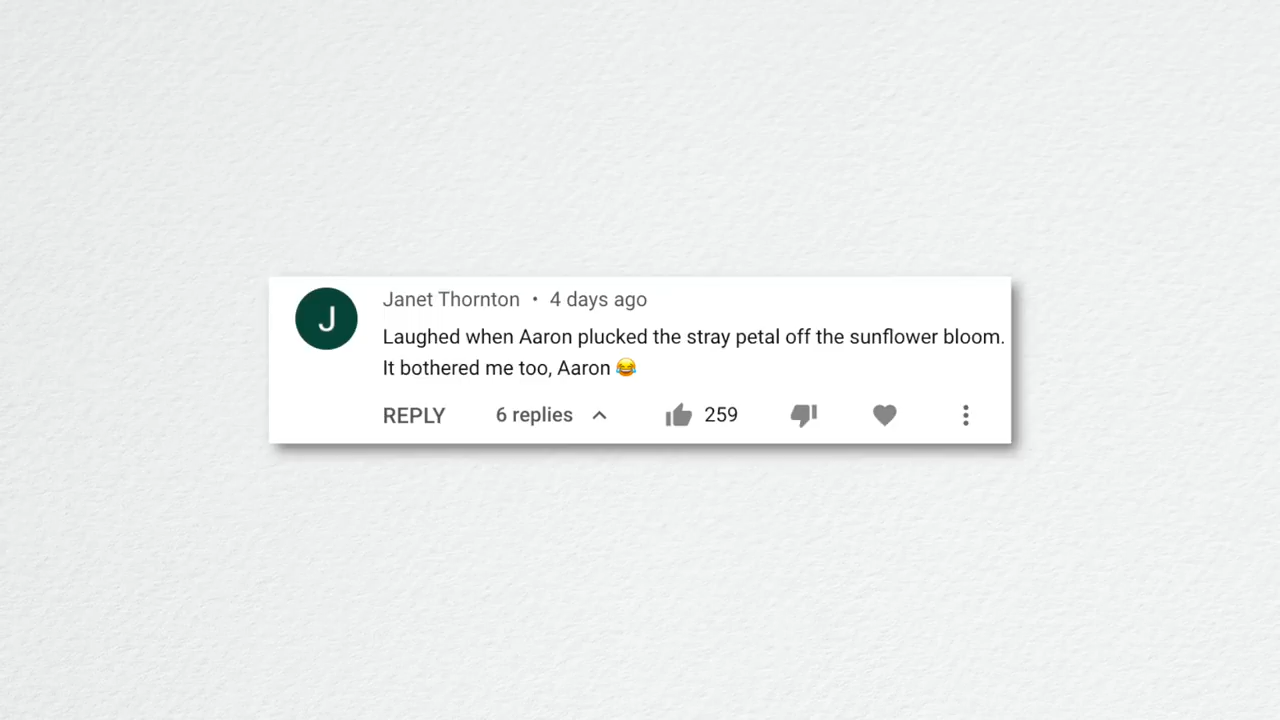 J
Janet Thornton • 4 days ago
Laughed when Aaron plucked the stray petal off the sunflower bloom.
It bothered me too, Aaron 😂
REPLY 6 replies 259